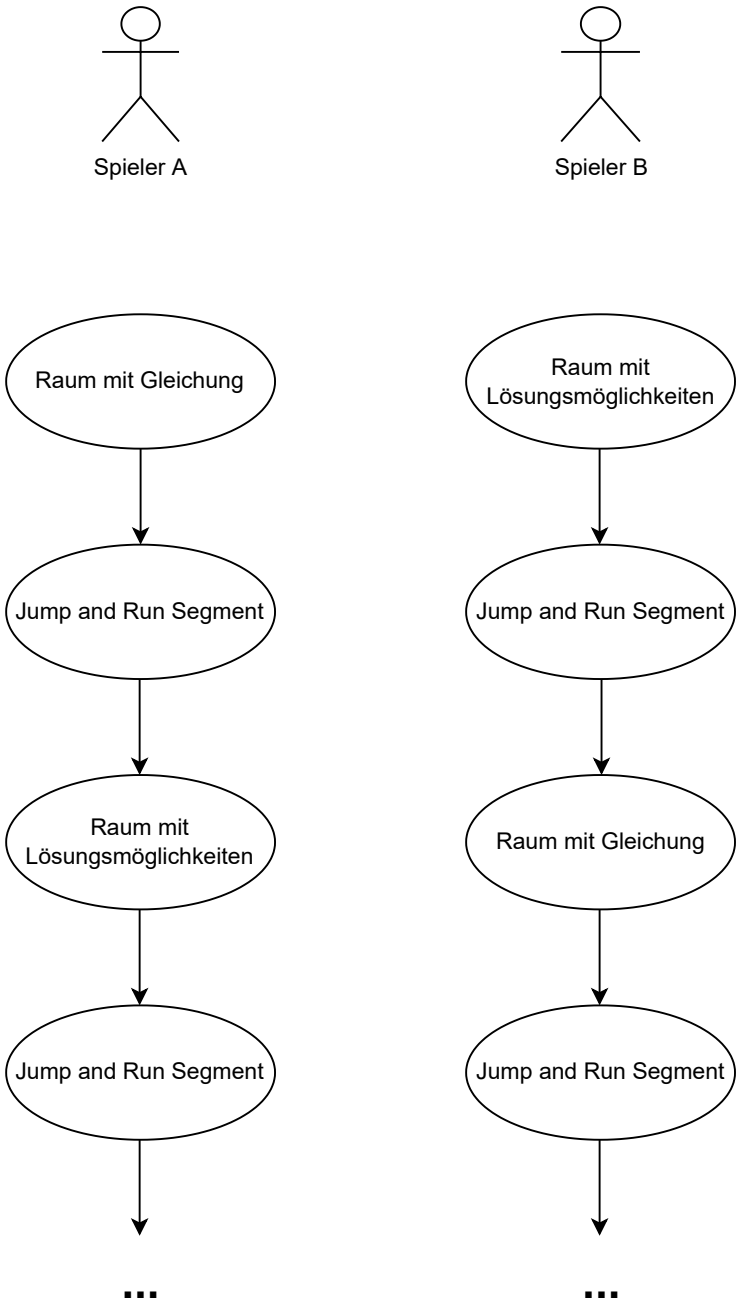 Spieler A
Spieler B
Raum mit Gleichung
Raum mit
Lösungsmöglichkeiten
Jump and Run Segment
Jump and Run Segment
Raum mit
Lösungsmöglichkeiten
Raum mit Gleichung
Jump and Run Segment
Jump and Run Segment
...
...